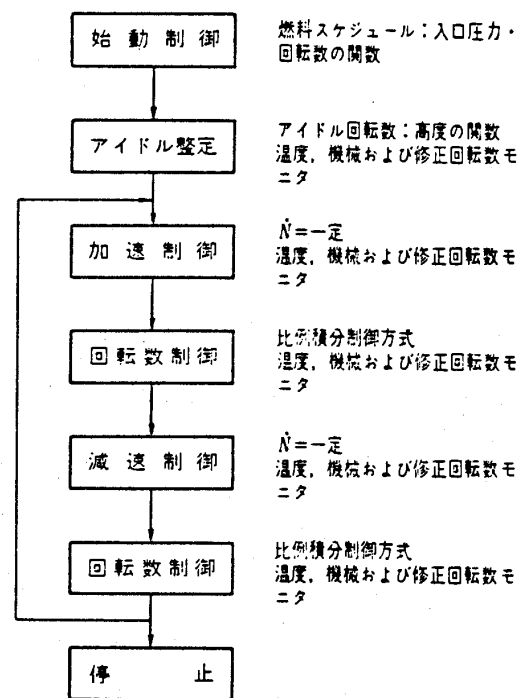 始動制御
燃料スケジュール：入口圧力・
回転数の関数
アイドル整定
アイドル回転数：高度の関数
温度，機械および修正回転数モ
ニタ
加速制御
Ṅ＝一定
温度，機械および修正回転数モ
ニタ
回転数制御
比例積分制御方式
温度，機械および修正回転数モ
ニタ
減速制御
Ṅ＝一定
温度，機械および修正回転数モ
ニタ
回転数制御
比例積分制御方式
温度，機械および修正回転数モ
ニタ
停止